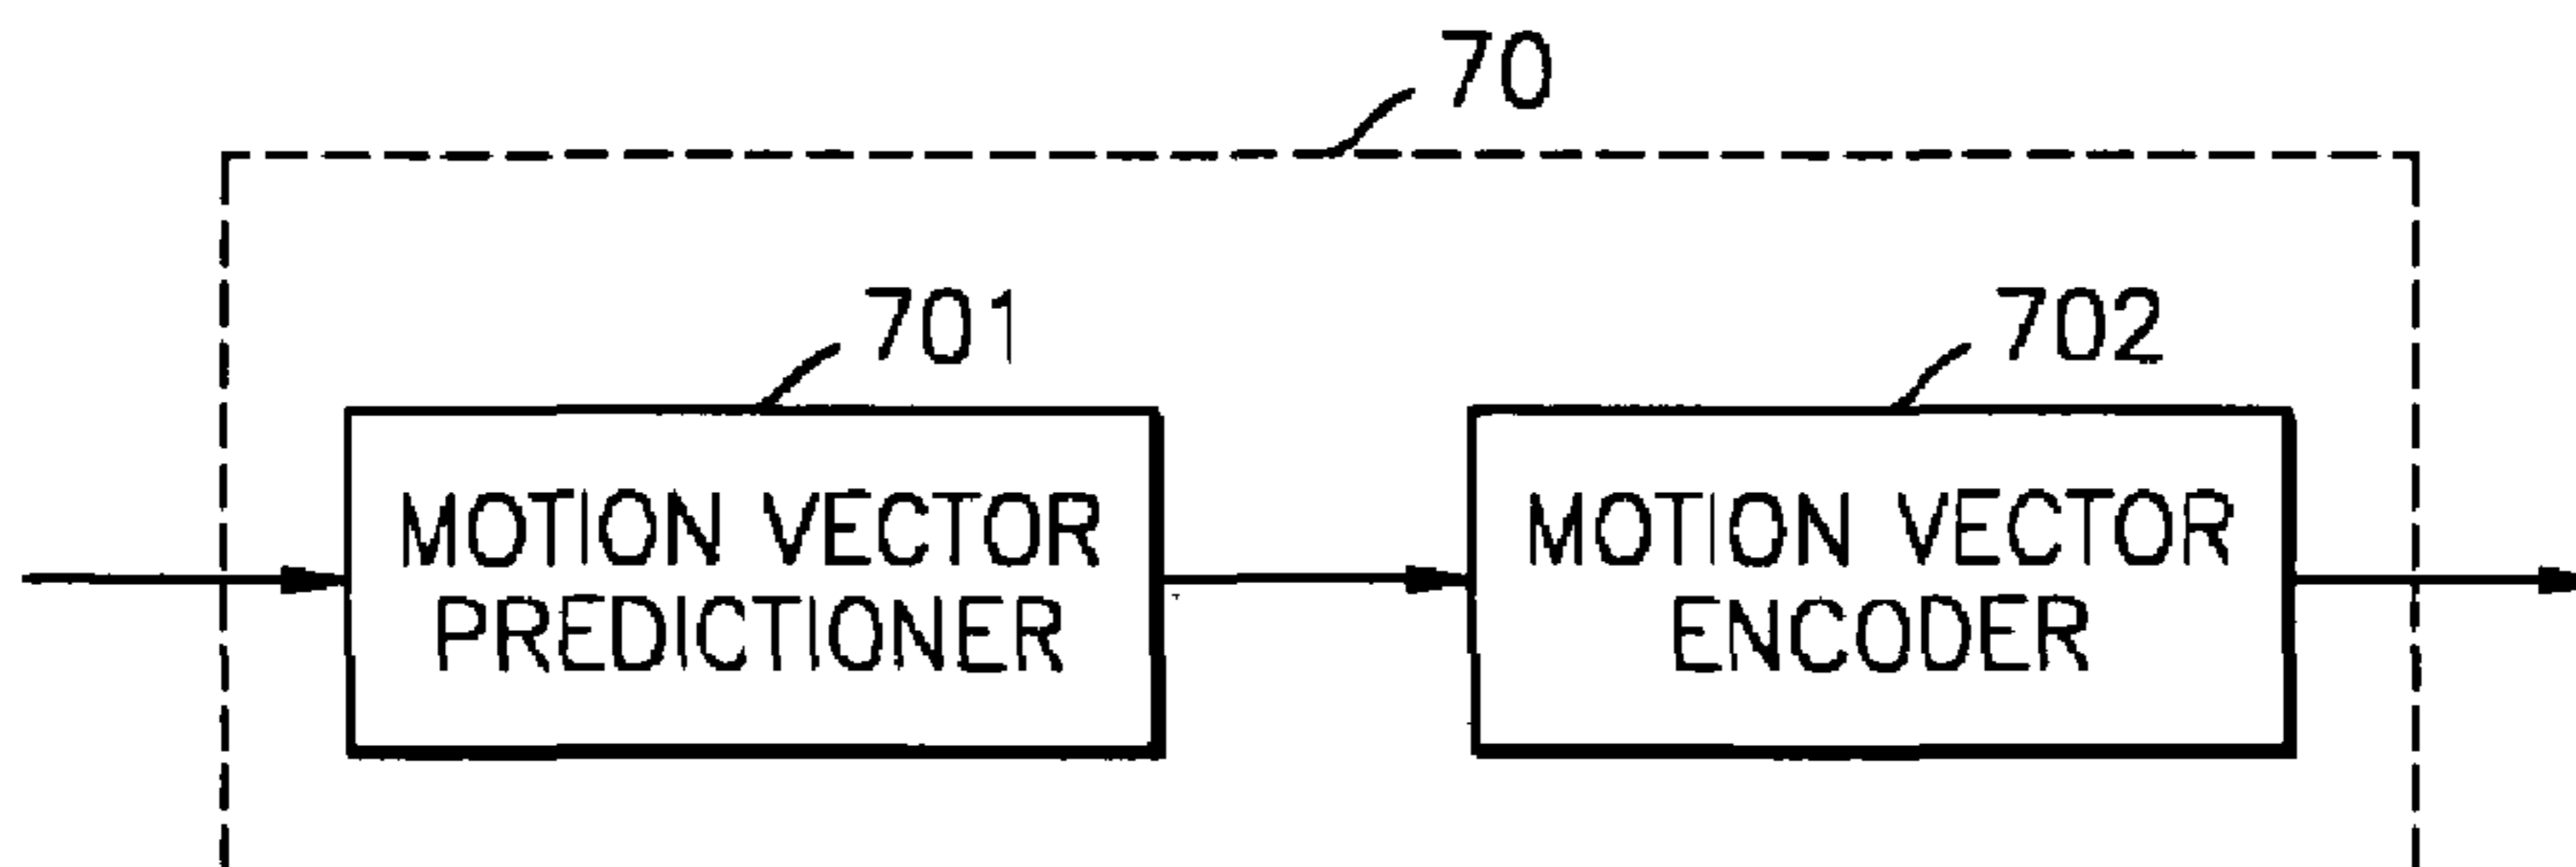 70
701
702
MOTION VECTOR
PREDICTIONER
MOTION VECTOR
ENCODER